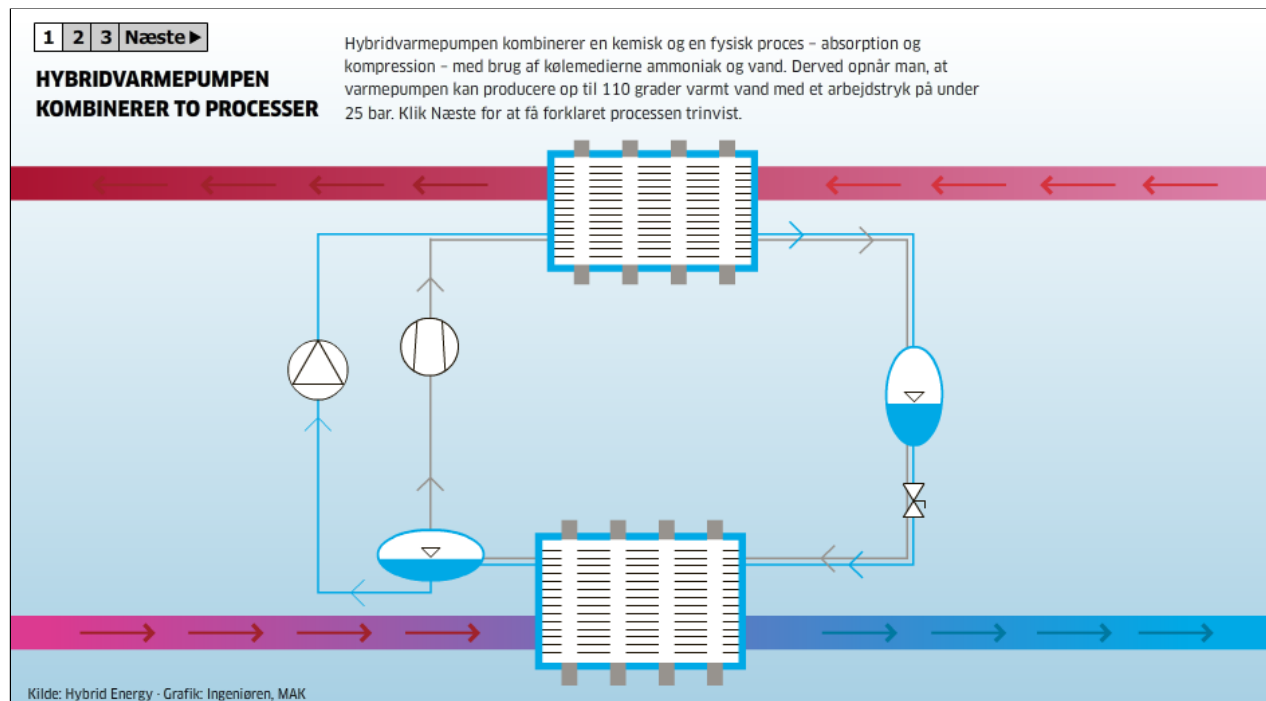 1 2 3 Næste▶
HYBRIDVARMEPUMPEN
KOMBINERER TO PROCESSER
Hybridvarmepumpen kombinerer en kemisk og en fysisk proces – absorption og
kompression – med brug af kølemedierne ammoniak og vand. Derved opnår man, at
varmepumpen kan producere op til 110 grader varmt vand med et arbejdstryk på under
25 bar. Klik Næste for at få forklaret processen trinvist.
Kilde: Hybrid Energy · Grafik: Ingeniøren, MAK